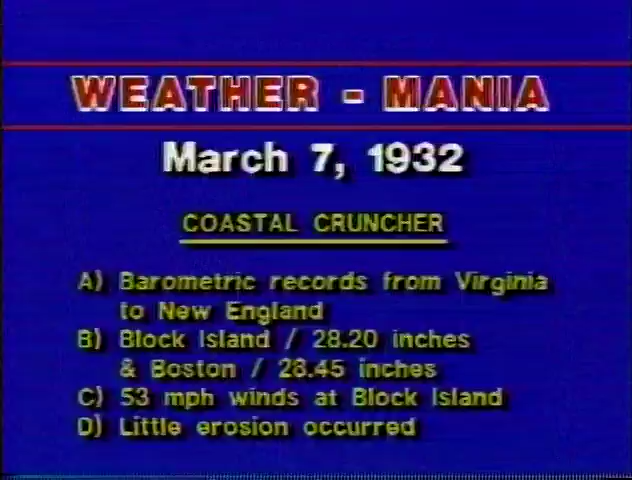 WEATHER - MANIA
March 7, 1932
COASTAL CRUNCHER
A) Barometric records from Virginia
to New England
B) Block Island / 28.20 inches
& Boston / 28.45 inches
C) 53 mph winds at Block Island
D) Little erosion occurred